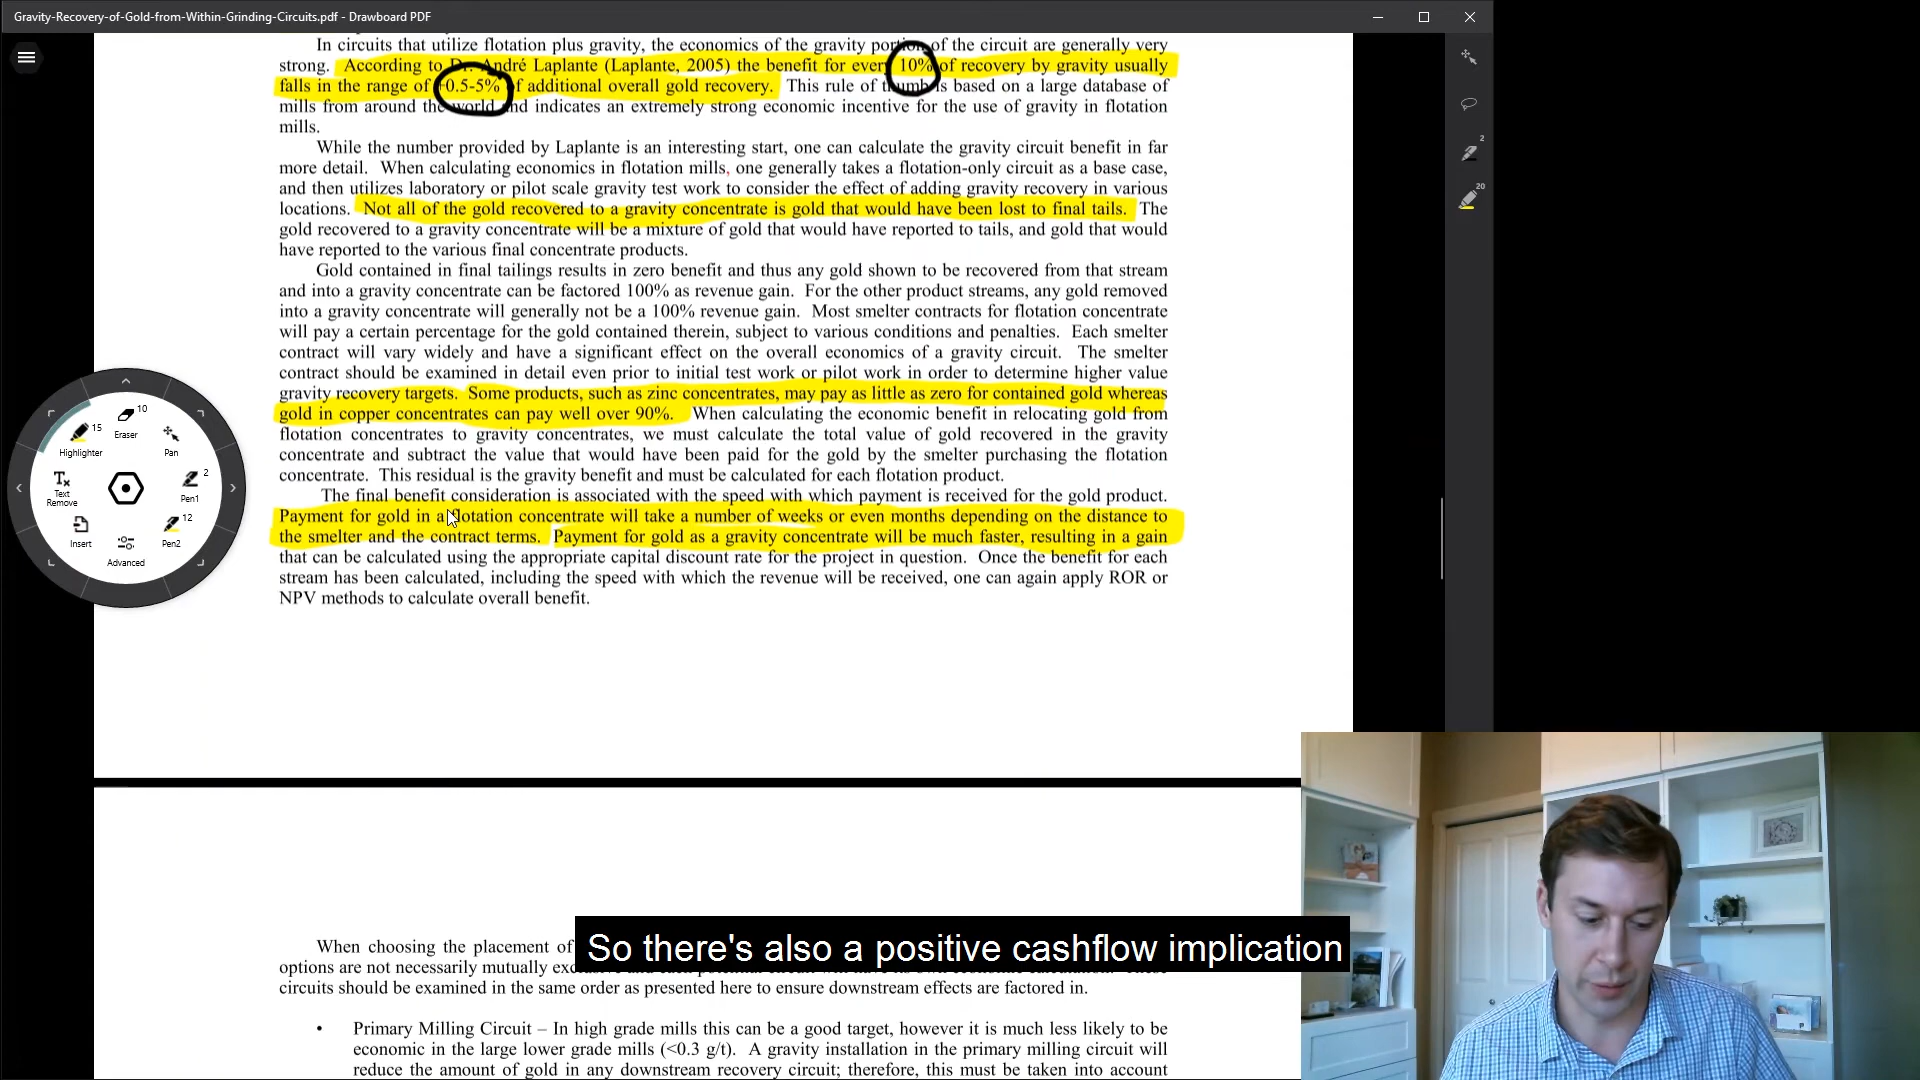 Gravity-Recovery-of-Gold-from-Within-Grinding-Circuits.pdf - Drawboard PDF
In circuits that utilize flotation plus gravity, the economics of the gravity portion of the circuit are generally very
strong. According to Dr. André Laplante (Laplante, 2005) the benefit for every 10% of recovery by gravity usually
falls in the range of +0.5-5% of additional overall gold recovery. This rule of thumb is based on a large database of
mills from around the world and indicates an extremely strong economic incentive for the use of gravity in flotation
mills.
While the number provided by Laplante is an interesting start, one can calculate the gravity circuit benefit in far
more detail. When calculating economics in flotation mills, one generally takes a flotation-only circuit as a base case,
and then utilizes laboratory or pilot scale gravity test work to consider the effect of adding gravity recovery in various
locations. Not all of the gold recovered to a gravity concentrate is gold that would have been lost to final tails. The
gold recovered to a gravity concentrate will be a mixture of gold that would have reported to tails, and gold that would
have reported to the various final concentrate products.
Gold contained in final tailings results in zero benefit and thus any gold shown to be recovered from that stream
and into a gravity concentrate can be factored 100% as revenue gain. For the other product streams, any gold removed
into a gravity concentrate will generally not be a 100% revenue gain. Most smelter contracts for flotation concentrate
will pay a certain percentage for the gold contained therein, subject to various conditions and penalties. Each smelter
contract will vary widely and have a significant effect on the overall economics of a gravity circuit. The smelter
contract should be examined in detail even prior to initial test work or pilot work in order to determine higher value
gravity recovery targets. Some products, such as zinc concentrates, may pay as little as zero for contained gold whereas
gold in copper concentrates can pay well over 90%. When calculating the economic benefit in relocating gold from
flotation concentrates to gravity concentrates, we must calculate the total value of gold recovered in the gravity
concentrate and subtract the value that would have been paid for the gold by the smelter purchasing the flotation
concentrate. This residual is the gravity benefit and must be calculated for each flotation product.
The final benefit consideration is associated with the speed with which payment is received for the gold product.
Payment for gold in a flotation concentrate will take a number of weeks or even months depending on the distance to
the smelter and the contract terms. Payment for gold as a gravity concentrate will be much faster, resulting in a gain
that can be calculated using the appropriate capital discount rate for the project in question. Once the benefit for each
stream has been calculated, including the speed with which the revenue will be received, one can again apply ROR or
NPV methods to calculate overall benefit.
2
20
10
Eraser
15
Highlighter
Pan
Tx
Text
Remove
2
Pen1
Insert
12
Pen2
Advanced
When choosing the placement of
So there's also a positive cashflow implication
options are not necessarily mutually
circuits should be examined in the same order as presented here to ensure downstream effects are factored in.
• Primary Milling Circuit – In high grade mills this can be a good target, however it is much less likely to be
economic in the large lower grade mills (<0.3 g/t). A gravity installation in the primary milling circuit will
reduce the amount of gold in any downstream recovery circuit; therefore, this must be taken into account